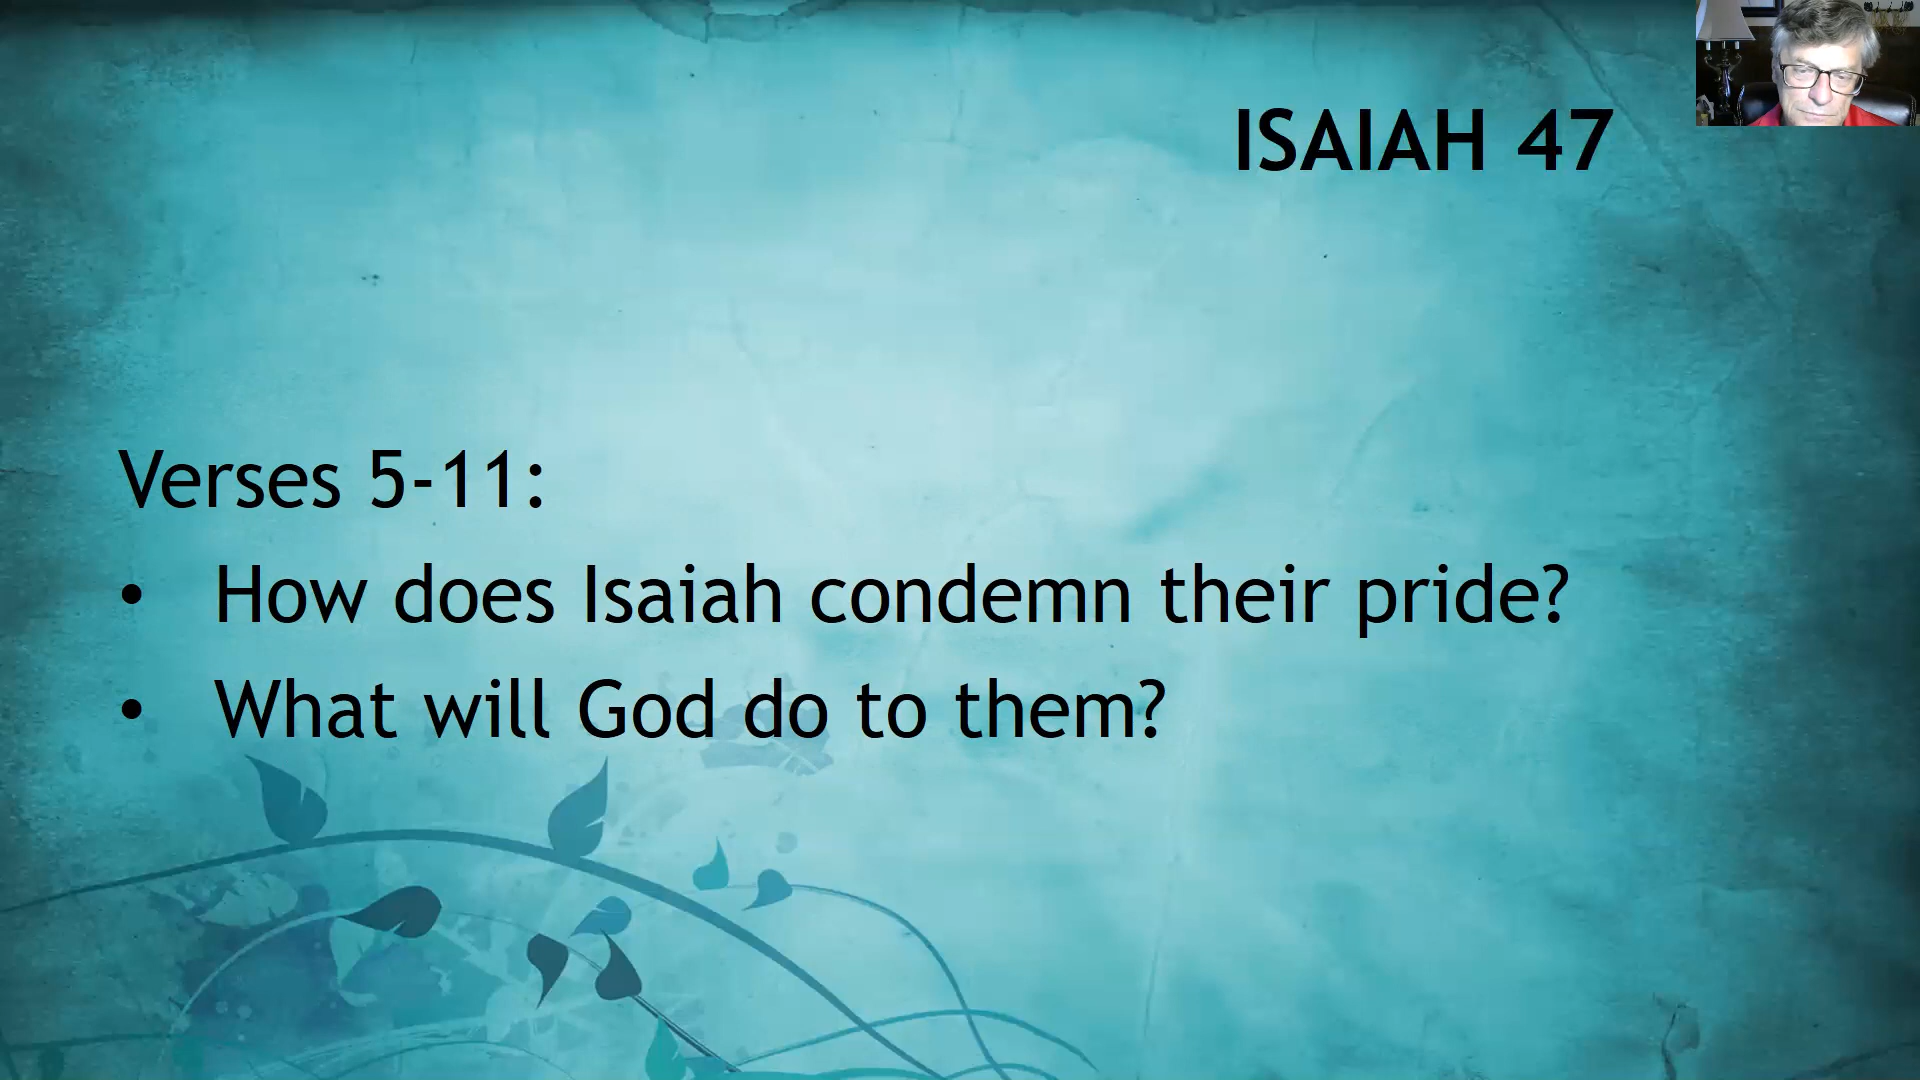 ISAIAH 47
Verses 5-11:
• How does Isaiah condemn their pride?
• What will God do to them?